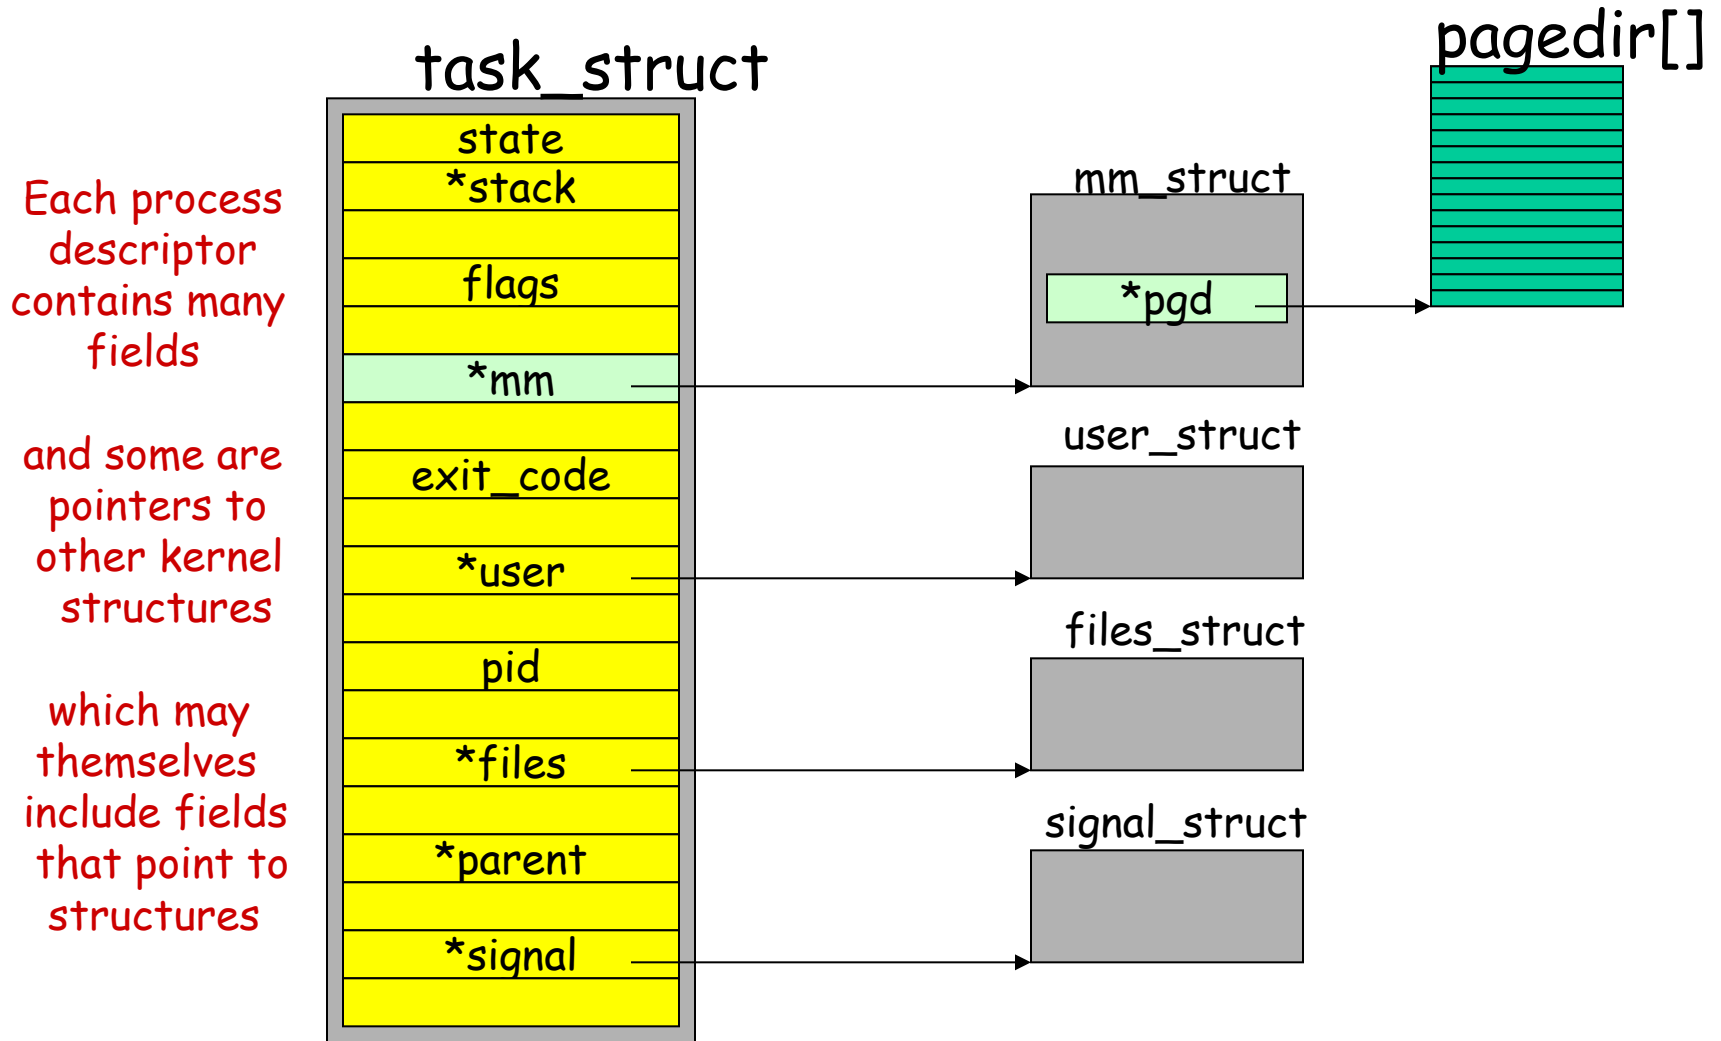 task_struct
pagedir[]
Each process
descriptor
contains many
fields
and some are
pointers to
other kernel
structures
which may
themselves
include fields
that point to
structures
state
*stack
flags
*mm
exit_code
*user
pid
*files
*parent
*signal
mm_struct
*pgd
user_struct
files_struct
signal_struct